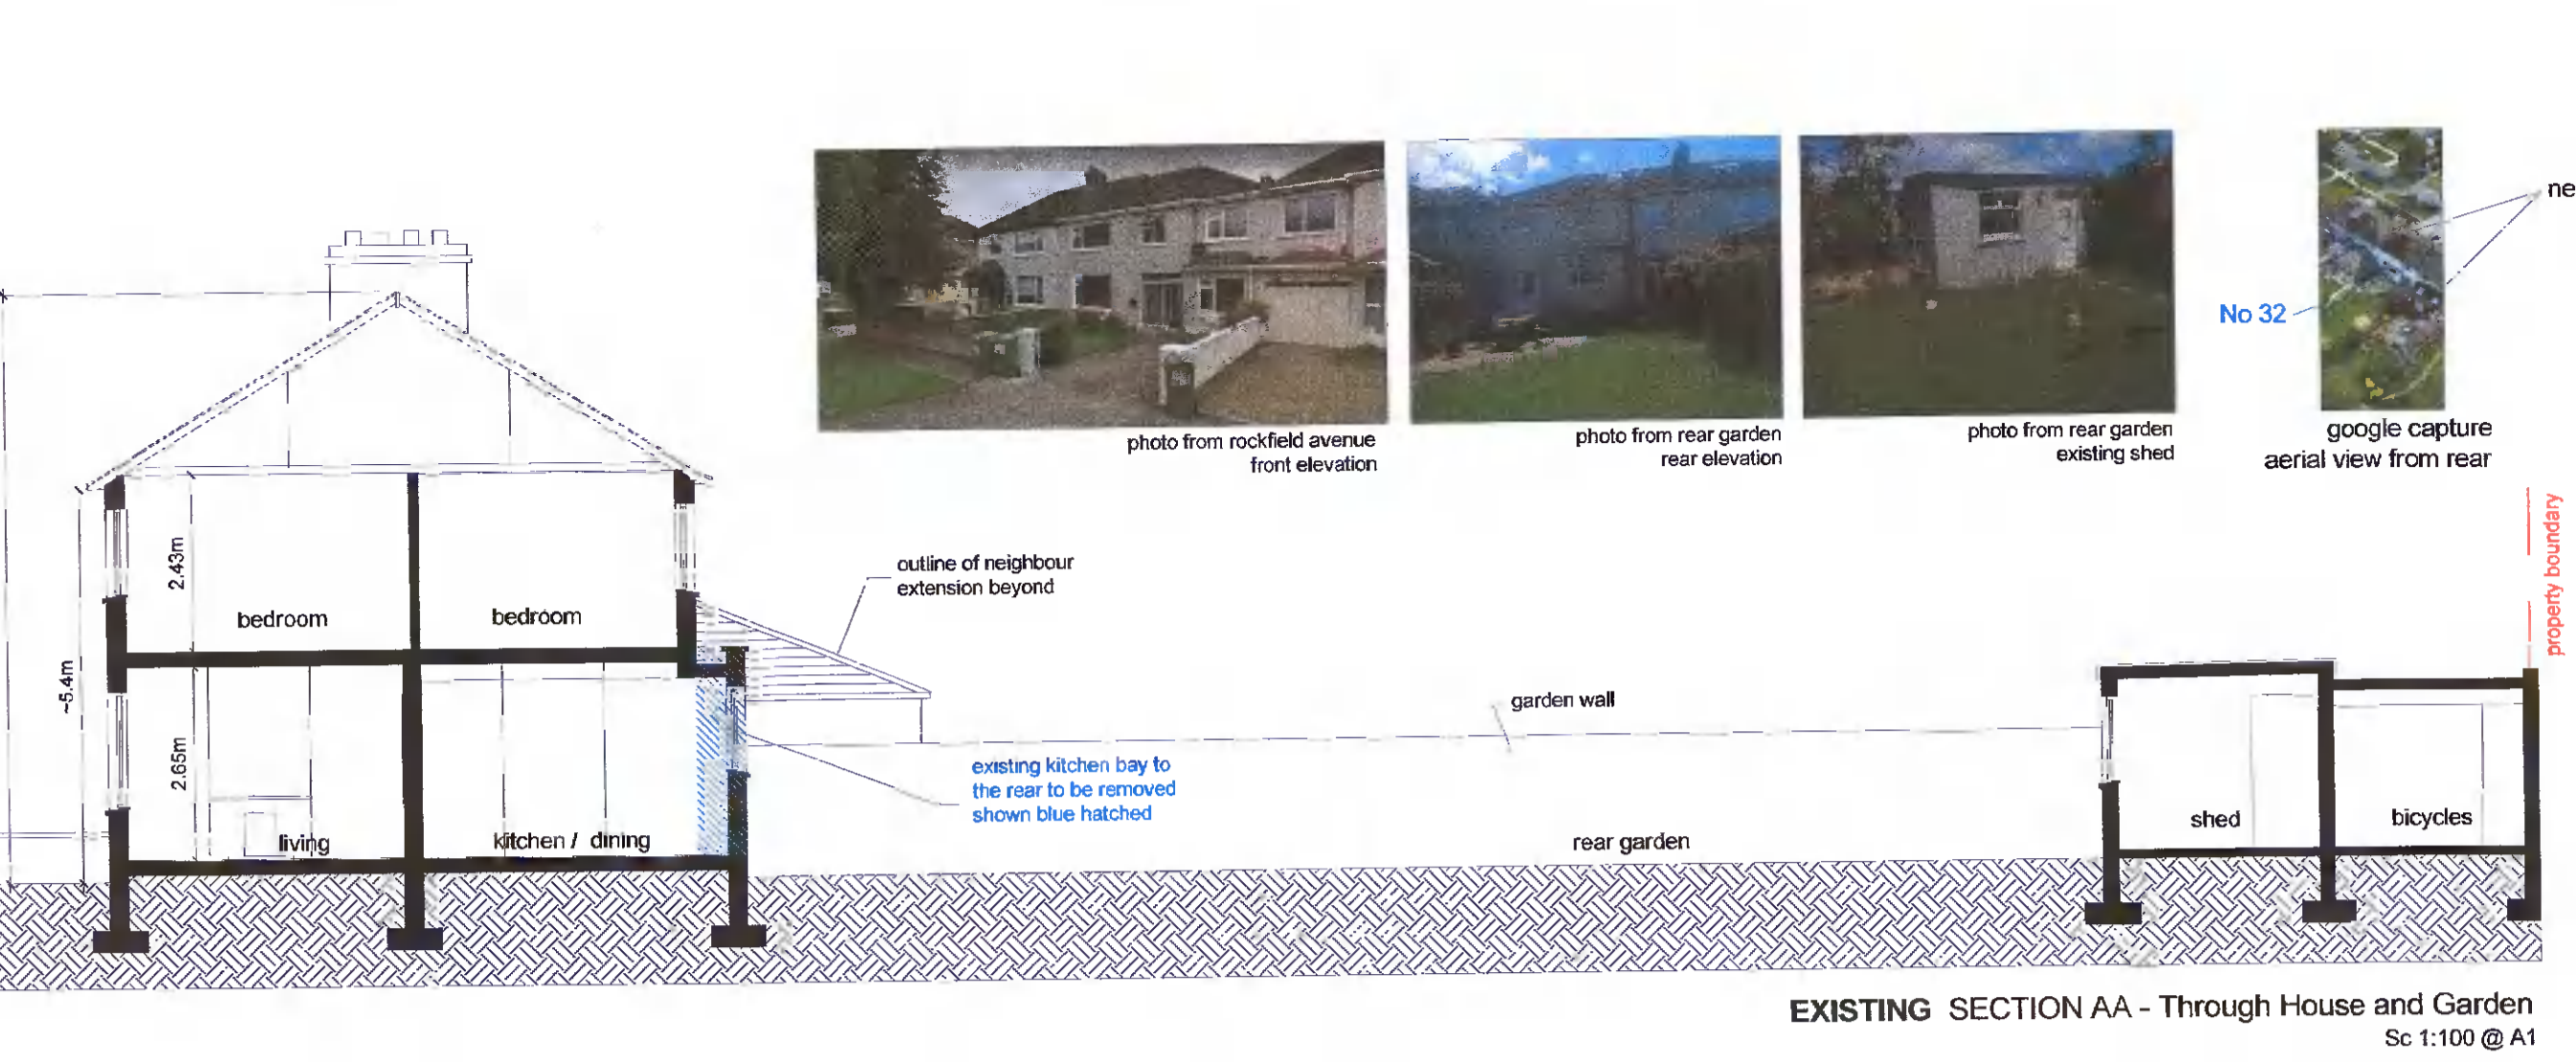 photo from rockfield avenue
front elevation
photo from rear garden
rear elevation
photo from rear garden
existing shed
No 32
ne
google capture
aerial view from rear
property boundary
outline of neighbour
extension beyond
2.43m
bedroom
bedroom
~5.4m
2.65m
living
kitchen / dining
existing kitchen bay to
the rear to be removed
shown blue hatched
garden wall
rear garden
shed
bicycles
EXISTING SECTION AA - Through House and Garden
Sc 1:100 @ A1